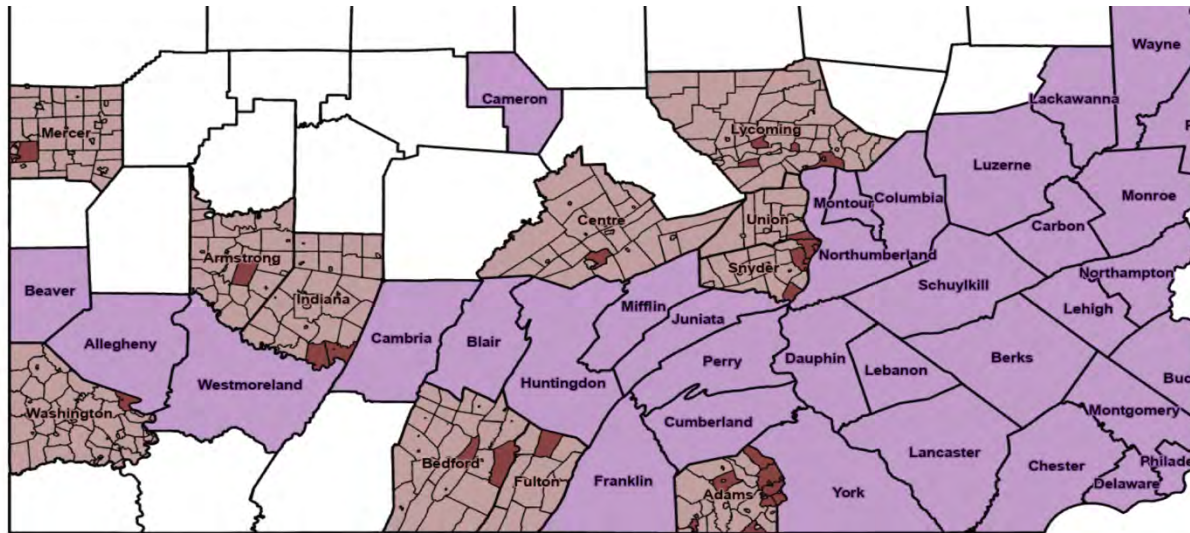 Wayne
Cameron
Lackawanna
Mercer
Lycoming
Luzerne
Columbia
Monroe
Montour
Centre
Union
Carbon
Armstrong
Northumberland
Snyder
Northampton
Beaver
Schuylkill
Indiana
Mifflin
Lehigh
Juniata
Allegheny
Cambria
Blair
Perry
Dauphin
Berks
Lebanon
Westmoreland
Huntingdon
Washington
Montgomery
Cumberland
Lancaster
Bedford
Chester
Fulton
Franklin
Adams
York
Delaware